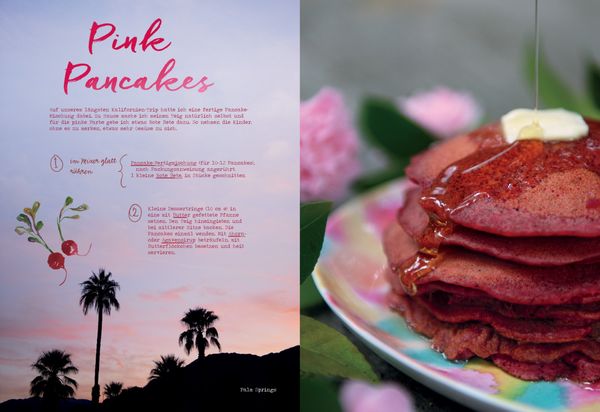 Pink
Pancakes
Auf unserem längsten Kalifornien-Trip hatte ich eine fertige Pancake-
Mischung dabei. Zu Hause mache ich meinen Teig natürlich selbst und
für die pinke Farbe gebe ich etwas Rote Bete dazu. So nehmen die Kinder,
ohne es zu merken, etwas mehr Gemüse zu sich.
1 im Mixer glatt
rühren
Pancake-Fertigmischung (für 10-12 Pancakes)
nach Packungsanweisung angerührt
1 kleine Rote Bete in Stücke geschnitten
2 Kleine Dessertringe (10 cm ø) in
eine mit Butter gefettete Pfanne
setzen. Den Teig hineingießen und
bei mittlerer Hitze backen. Die
Pancakes einmal wenden. Mit Ahorn-
oder Agavensirup beträufeln, mit
Butterflöckchen besetzen und heiß
servieren.
Palm Springs